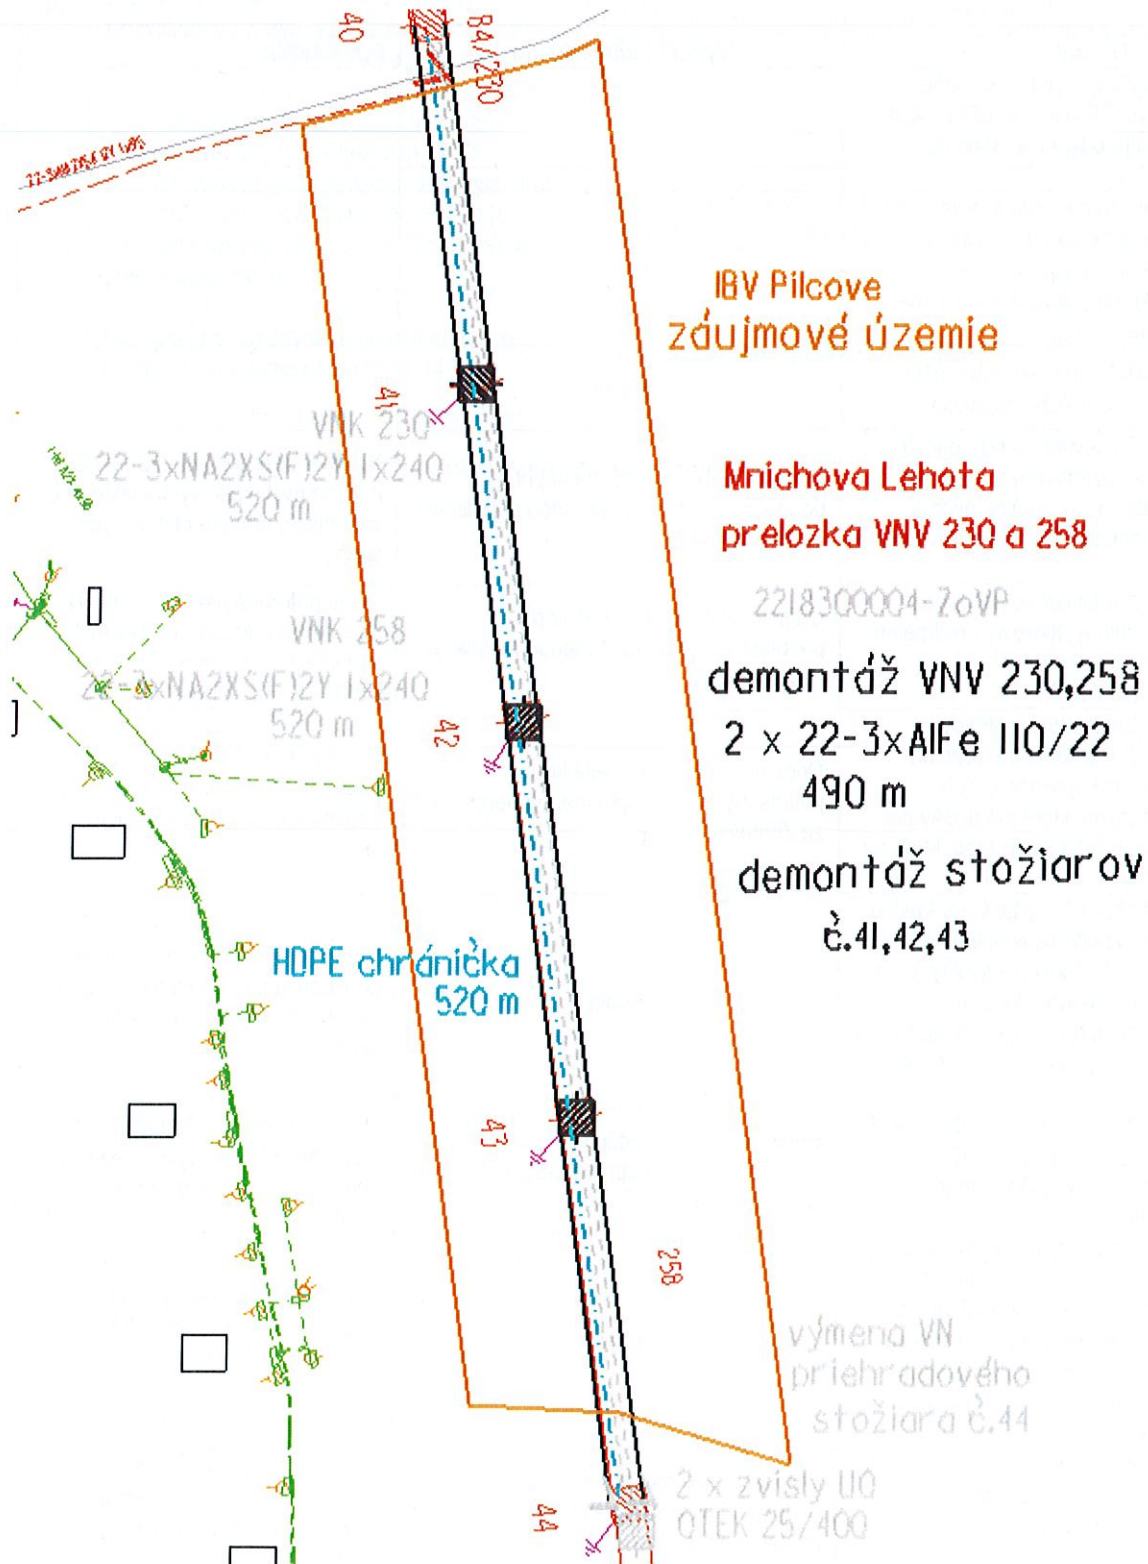 40
84/230
IBV Pilcove
záujmové územie
41
VNK 230
22-3xNA2XS(F)2Y 1x240
520 m
Mnichova Lehota
preložka VNV 230 a 258
2218300004-ZoVP
VNK 258
22-3xNA2XS(F)2Y 1x240
520 m
demontáž VNV 230,258
2 x 22-3xAlFe 110/22
490 m
42
demontáž stožiarov
č.41,42,43
HDPE chránička
520 m
43
258
výmena VN
priehradového
stožiara č.44
2 x zvislý UO
OTEK 25/400
44